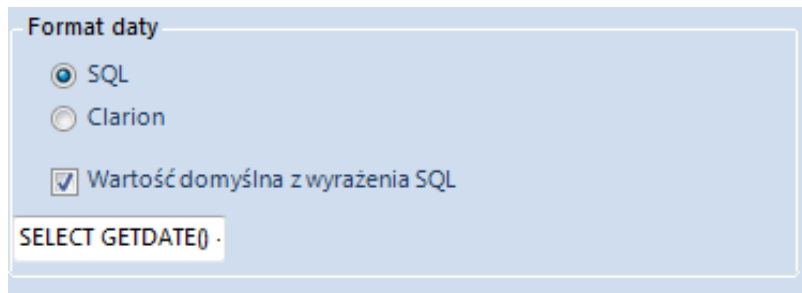 Format daty
SQL
Clarion
Wartość domyślna z wyrażenia SQL
SELECT GETDATE() -